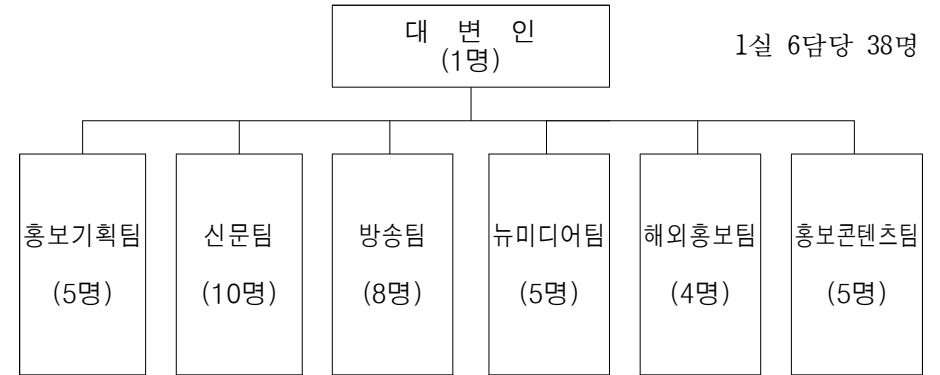 대 변 인
(1명)
1실 6담당 38명
홍보기획팀
(5명)
신문팀
(10명)
방송팀
(8명)
뉴미디어팀
(5명)
해외홍보팀
(4명)
홍보콘텐츠팀
(5명)